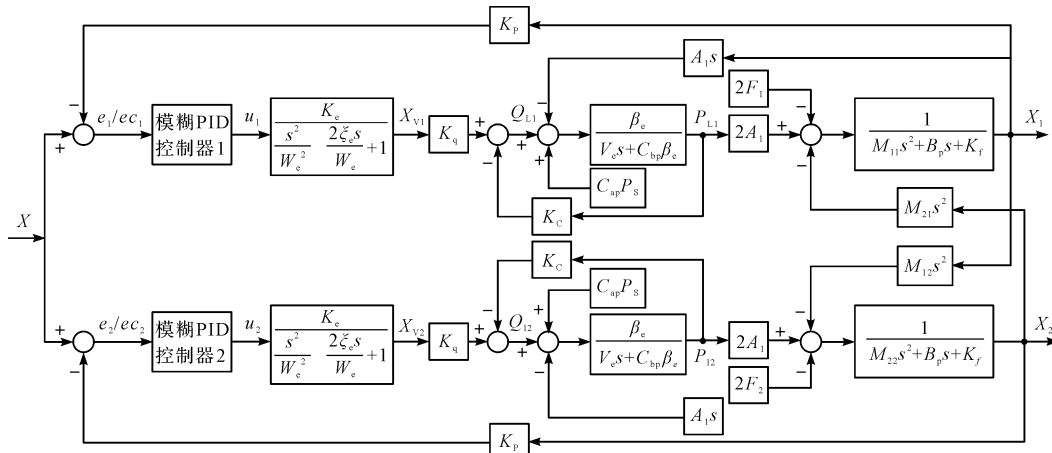 K_P
A_1 s
2F_1
−
−
−
e_1/ec_1
模糊PID
控制器1
u_1
K_e
s^2/W_e^2 2ξ_e s/W_e +1
X_V1
K_q
+
−
Q_L1
+
+
β_e
V_e s+C_bp β_e
P_L1
2A_1
+
−
1
M_11 s^2+B_p s+K_f
X_1
+
C_ap P_S
K_C
M_21 s^2
X
K_C
C_ap P_S
M_12 s^2
−
+
−
+
e_2/ec_2
模糊PID
控制器2
u_2
K_e
s^2/W_e^2 2ξ_e s/W_e +1
X_V2
K_q
+
Q_12
+
β_e
V_e s+C_bp β_e
P_12
2A_1
+
1
M_22 s^2+B_p s+K_f
X_2
−
−
2F_2
−
A_1 s
K_P